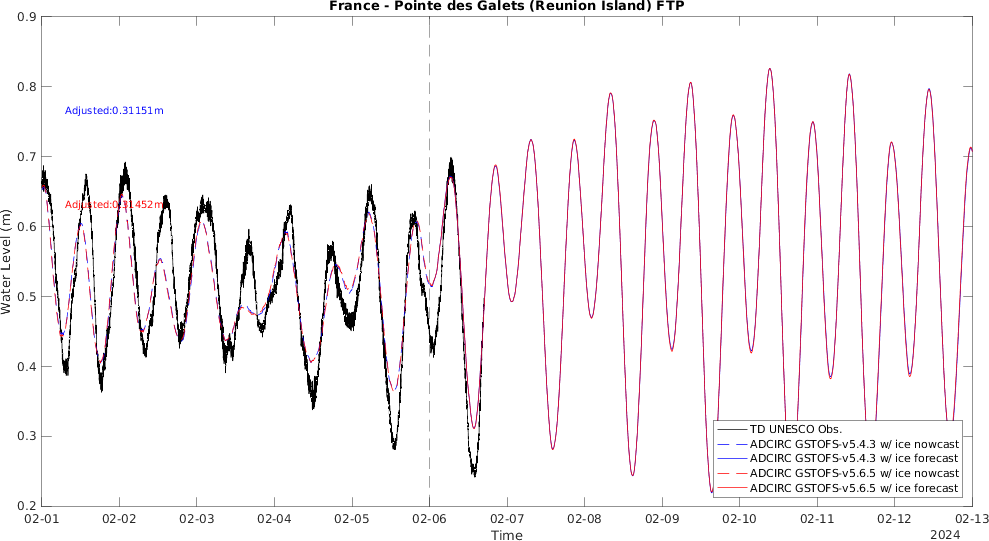 France - Pointe des Galets (Reunion Island) FTP
0.9
0.8
0.7
0.6
0.5
0.4
0.3
0.2
Water Level (m)
Adjusted:0.31151m
Adjusted:0.31452m
TD UNESCO Obs.
ADCIRC GSTOFS-v5.4.3 w/ ice nowcast
ADCIRC GSTOFS-v5.4.3 w/ ice forecast
ADCIRC GSTOFS-v5.6.5 w/ ice nowcast
ADCIRC GSTOFS-v5.6.5 w/ ice forecast
02-01 02-02 02-03 02-04 02-05 02-06 02-07 02-08 02-09 02-10 02-11 02-12 02-13
Time
2024